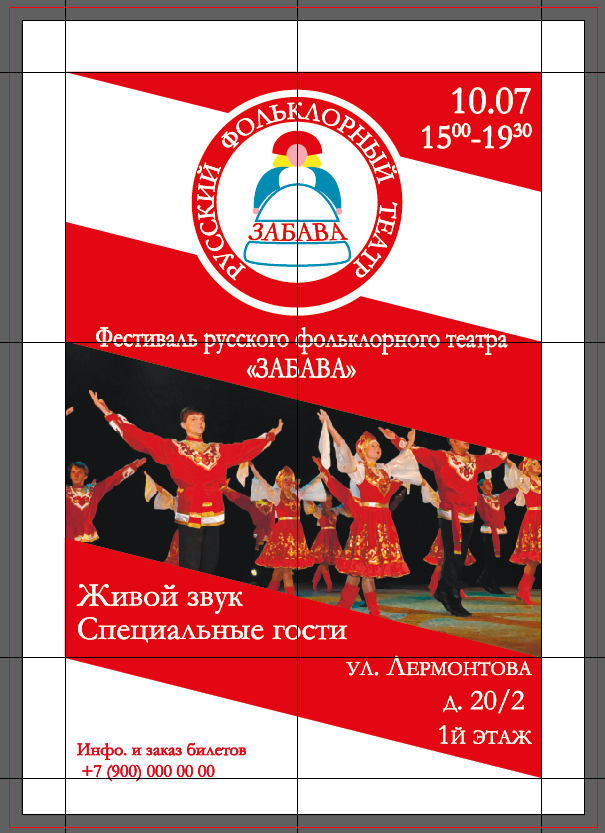 10.07
15⁰⁰-19³⁰
РУССКИЙ ФОЛЬКЛОРНЫЙ ТЕАТР
ЗАБАВА
Фестиваль русского фольклорного театра
«ЗАБАВА»
Живой звук
Специальные гости
ул. Лермонтова
д. 20/2
1й этаж
Инфо. и заказ билетов
+7 (900) 000 00 00